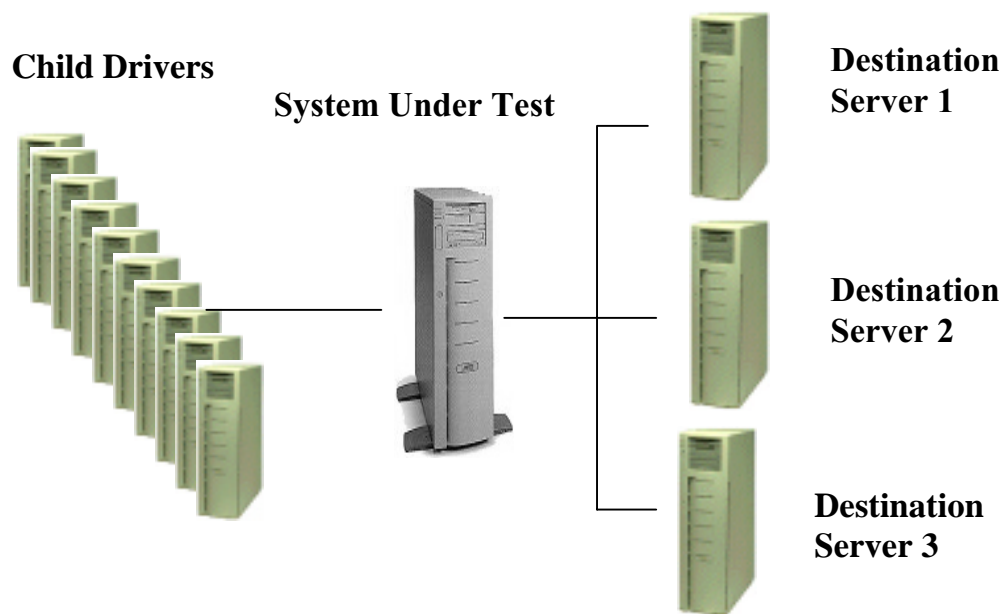 Child Drivers
System Under Test
Destination
Server 1
Destination
Server 2
Destination
Server 3